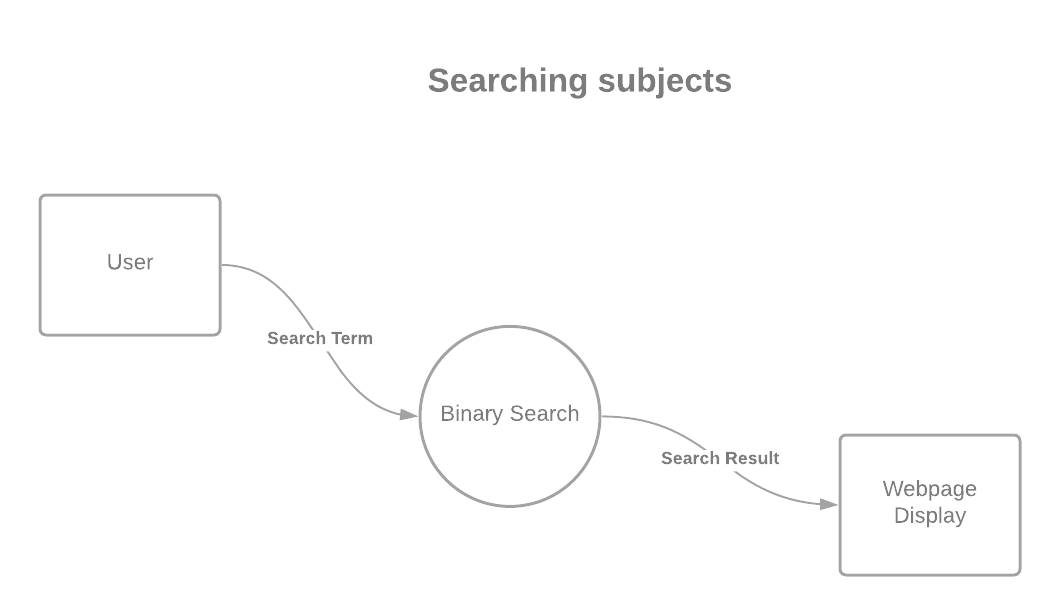 Searching subjects
User
Search Term
Binary Search
Search Result
Webpage
Display